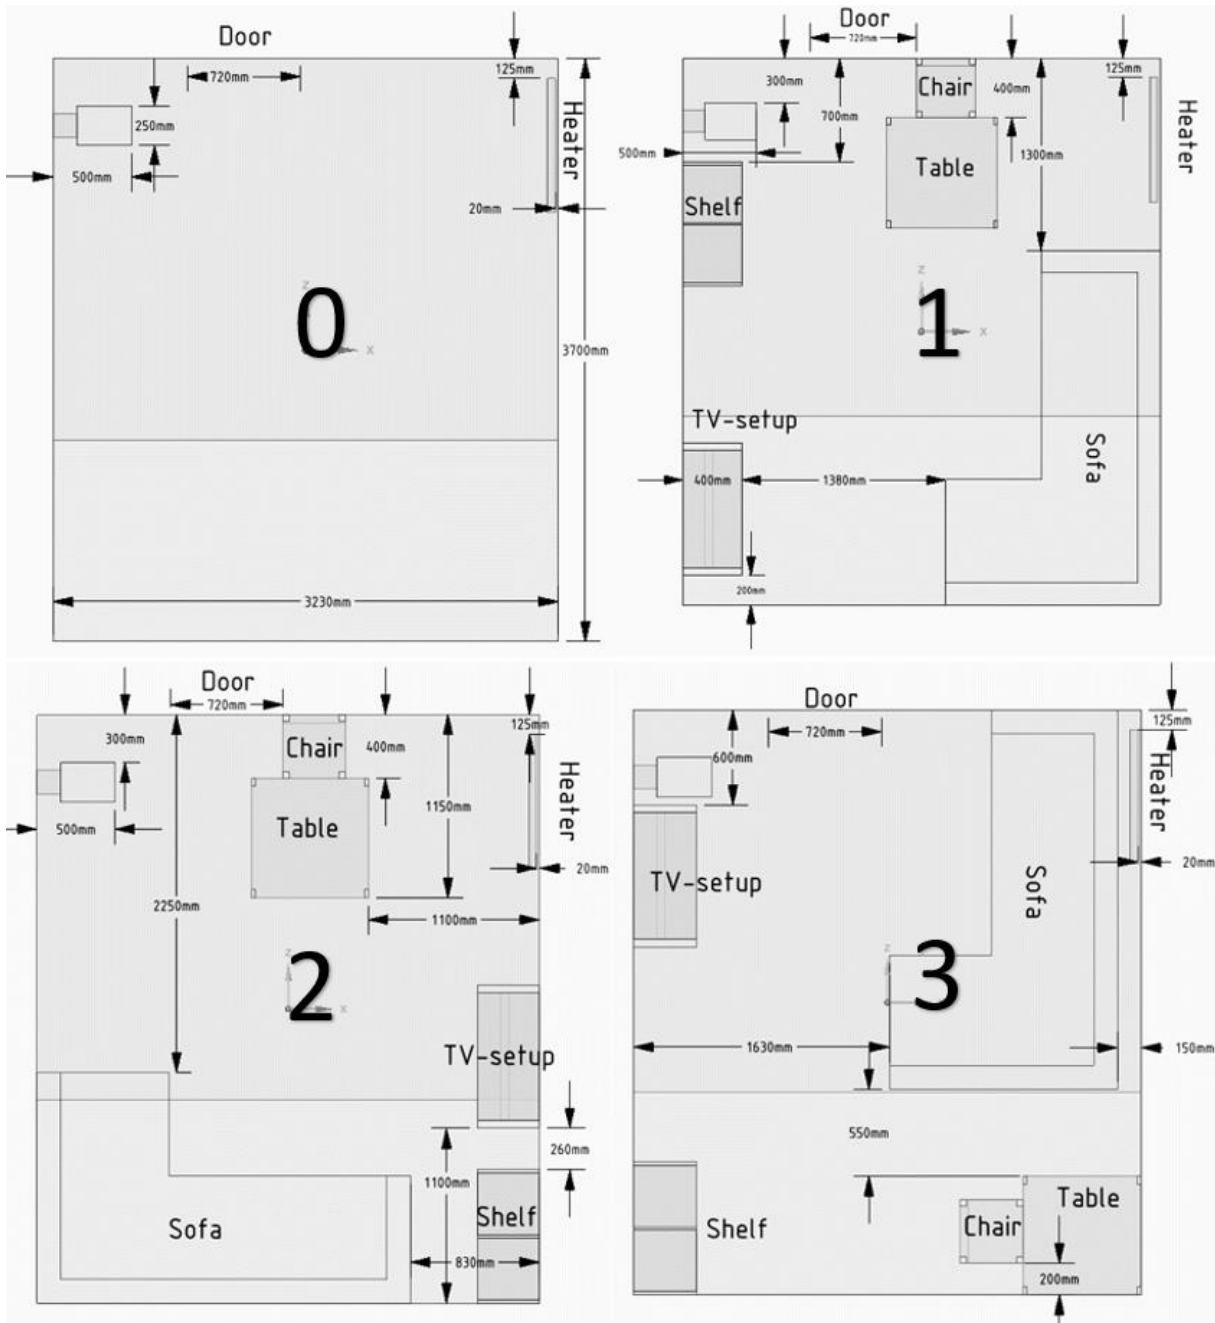 Door
720mm
125mm
Heater
250mm
500mm
20mm
Z
0
X
3700mm
3230mm
Door
720mm
300mm
Chair
400mm
125mm
700mm
Heater
500mm
Table
1300mm
Shelf
Z
1
X
TV-setup
Sofa
400mm
1380mm
200mm
Door
720mm
300mm
125mm
Chair
400mm
Heater
1150mm
500mm
Table
20mm
2250mm
1100mm
Z
2
X
TV-setup
260mm
1100mm
Shelf
Sofa
830mm
Door
125mm
720mm
600mm
Heater
20mm
TV-setup
Sofa
Z
3
1630mm
150mm
550mm
Table
Shelf
Chair
200mm